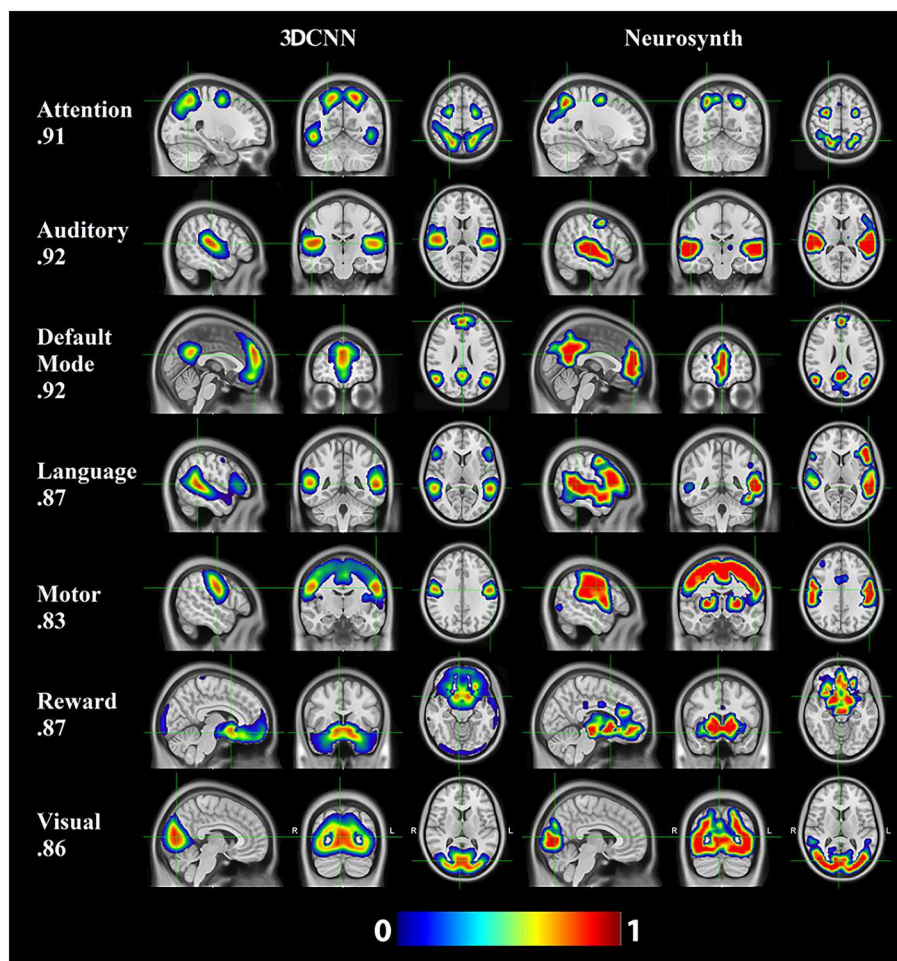 3DCNN Neurosynth
Attention
.91
Auditory
.92
Default
Mode
.92
Language
.87
Motor
.83
Reward
.87
Visual
.86
R L R L R L R L
0 1